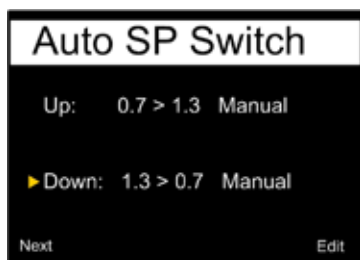 Auto SP Switch
Up: 0.7 > 1.3 Manual
Down: 1.3 > 0.7 Manual
Next Edit